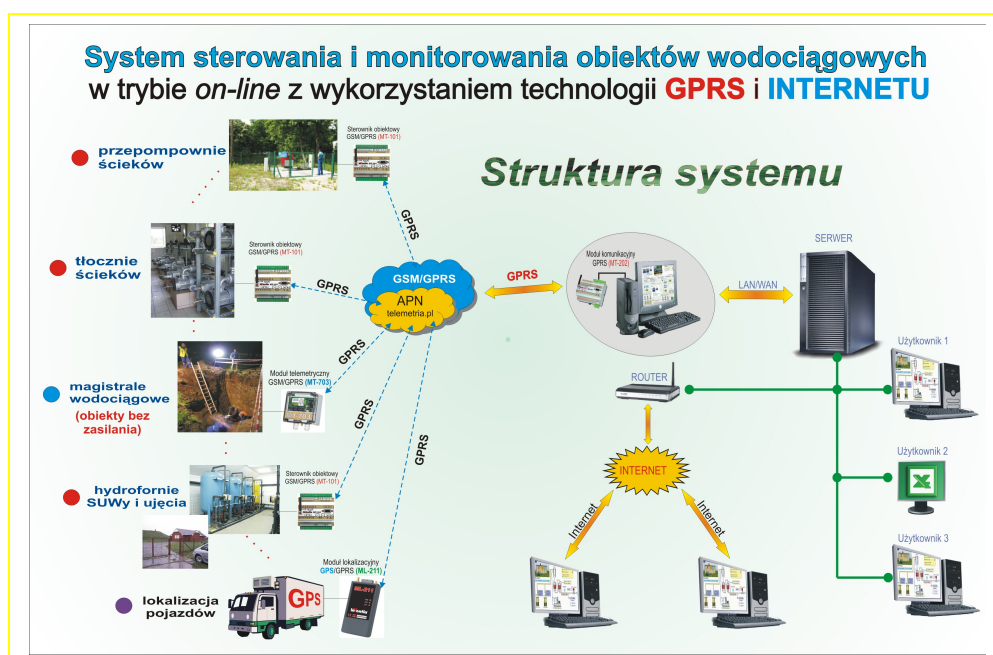 System sterowania i monitorowania obiektów wodociągowych
w trybie on-line z wykorzystaniem technologii GPRS i INTERNETU
Struktura systemu
przepompownie
ścieków
Sterownik obiektowy
GSM/GPRS (MT-101)
GPRS
tłocznie
ścieków
Sterownik obiektowy
GSM/GPRS (MT-101)
GPRS
GSM/GPRS
APN
telemetria.pl
GPRS
Moduł komunikacyjny
GPRS (MT-202)
LAN/WAN
SERWER
magistrale
wodociągowe
(obiekty bez
zasilania)
Moduł telemetryczny
GSM/GPRS (MT-703)
GPRS
hydrofornie
SUWy i ujęcia
Sterownik obiektowy
GSM/GPRS (MT-101)
GPRS
GPRS
lokalizacja
pojazdów
GPS
Moduł lokalizacyjny
GPS/GPRS (ML-211)
ML-211
ROUTER
INTERNET
Internet
Internet
Użytkownik 1
Użytkownik 2
Użytkownik 3